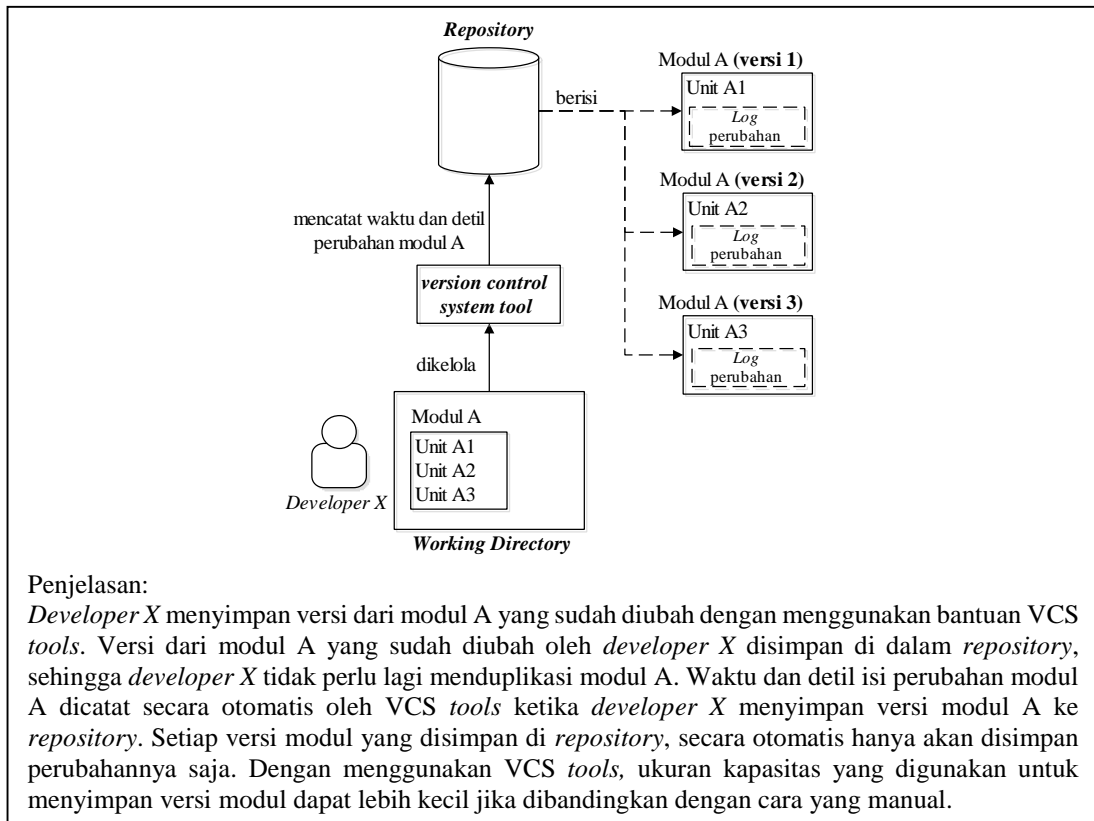 Repository
berisi
Modul A (versi 1)
Unit A1
Log
perubahan
Modul A (versi 2)
Unit A2
Log
perubahan
Modul A (versi 3)
Unit A3
Log
perubahan
mencatat waktu dan detil
perubahan modul A
version control
system tool
dikelola
Modul A
Unit A1
Unit A2
Unit A3
Developer X
Working Directory
Penjelasan:
Developer X menyimpan versi dari modul A yang sudah diubah dengan menggunakan bantuan VCS
tools. Versi dari modul A yang sudah diubah oleh developer X disimpan di dalam repository,
sehingga developer X tidak perlu lagi menduplikasi modul A. Waktu dan detil isi perubahan modul
A dicatat secara otomatis oleh VCS tools ketika developer X menyimpan versi modul A ke
repository. Setiap versi modul yang disimpan di repository, secara otomatis hanya akan disimpan
perubahannya saja. Dengan menggunakan VCS tools, ukuran kapasitas yang digunakan untuk
menyimpan versi modul dapat lebih kecil jika dibandingkan dengan cara yang manual.